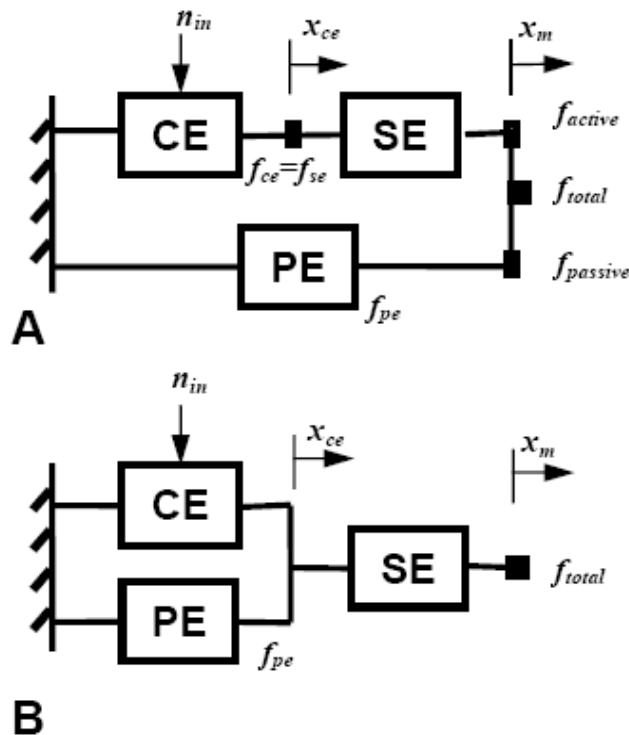 n_in
x_ce
x_m
CE
SE
f_active
f_ce=f_se
f_total
PE
f_passive
f_pe
A
n_in
x_ce
x_m
CE
SE
f_total
PE
f_pe
B